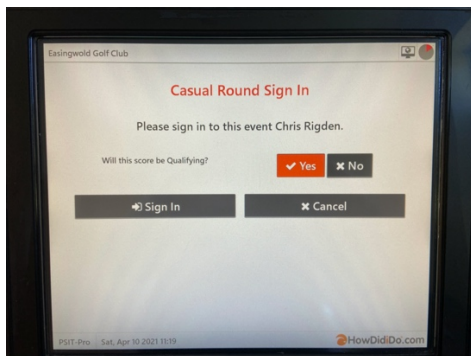 Easingwold Golf Club
Casual Round Sign In
Please sign in to this event Chris Rigden.
Will this score be Qualifying?
Yes
No
Sign In
Cancel
PSIT-Pro Sat, Apr 10 2021 11:19
HowDidiDo.com